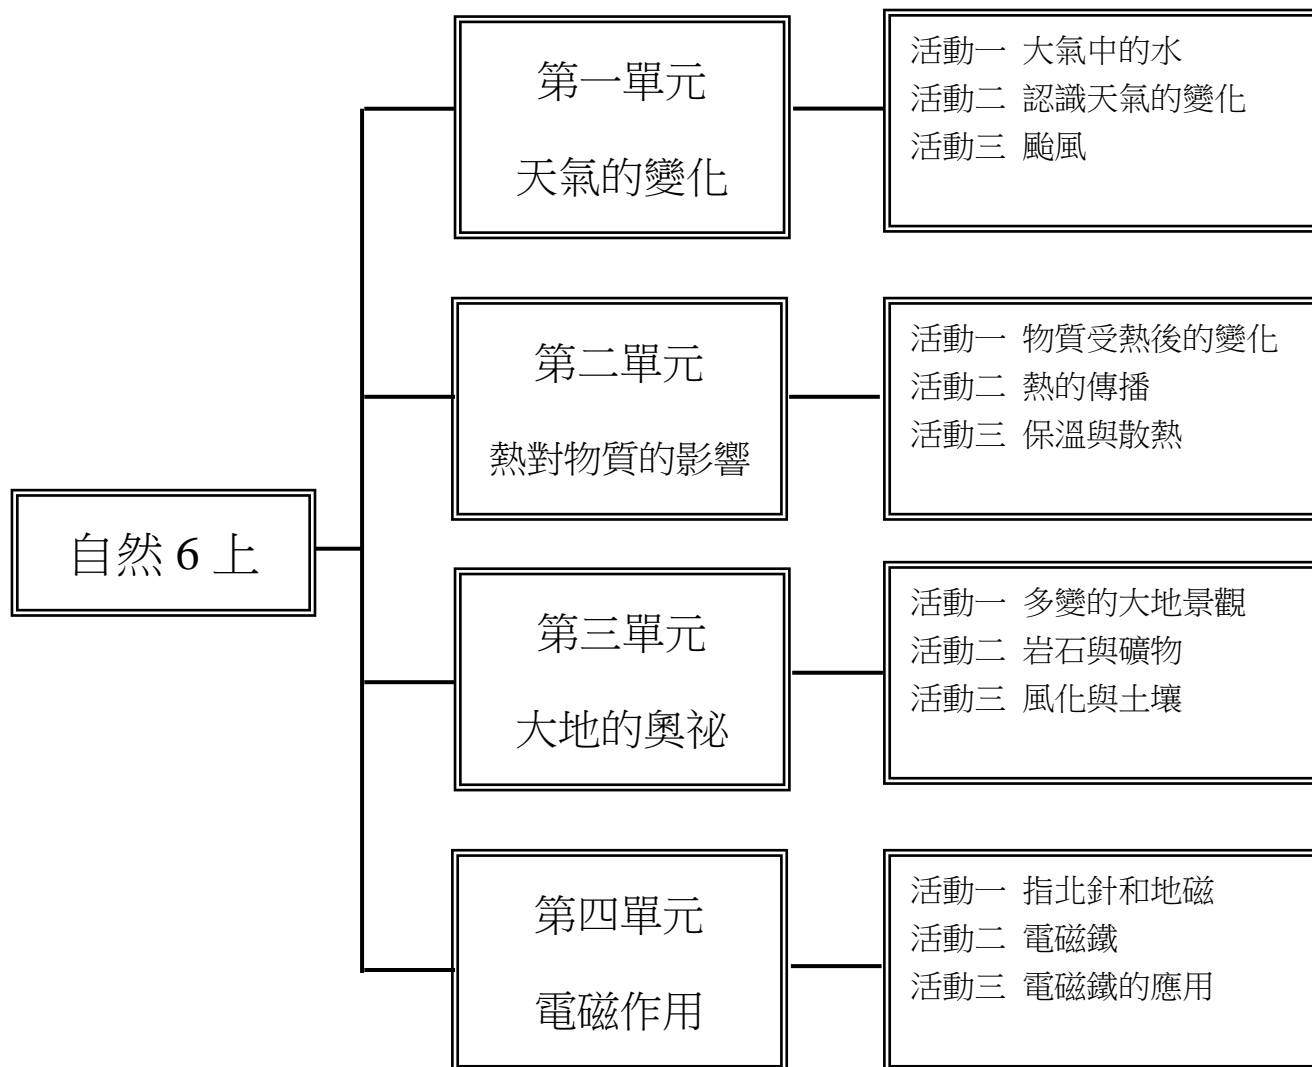 自然 6 上
第一單元
天氣的變化
活動一 大氣中的水
活動二 認識天氣的變化
活動三 颱風
第二單元
熱對物質的影響
活動一 物質受熱後的變化
活動二 熱的傳播
活動三 保溫與散熱
第三單元
大地的奧祕
活動一 多變的大地景觀
活動二 岩石與礦物
活動三 風化與土壤
第四單元
電磁作用
活動一 指北針和地磁
活動二 電磁鐵
活動三 電磁鐵的應用